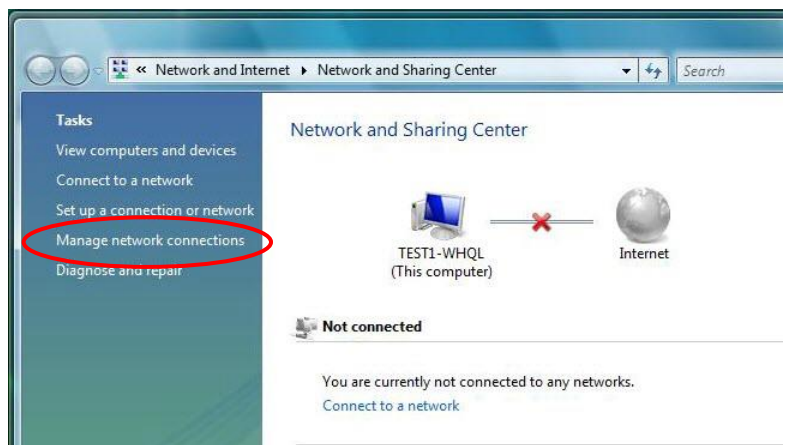 « Network and Internet ▸ Network and Sharing Center
Search
Tasks
View computers and devices
Connect to a network
Set up a connection or network
Manage network connections
Diagnose and repair
Network and Sharing Center
TEST1-WHQL
(This computer)
Internet
Not connected
You are currently not connected to any networks.
Connect to a network